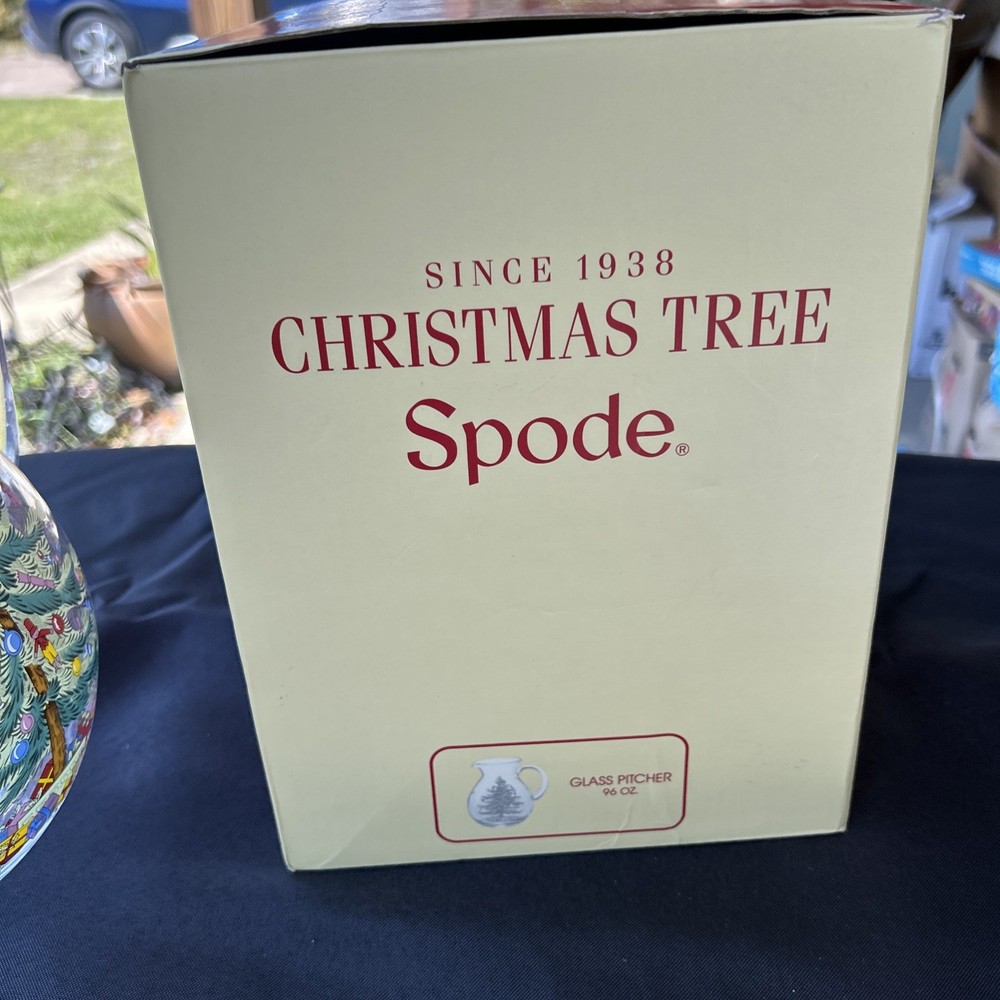 SINCE 1938
CHRISTMAS TREE
Spode®
GLASS PITCHER
96 OZ.